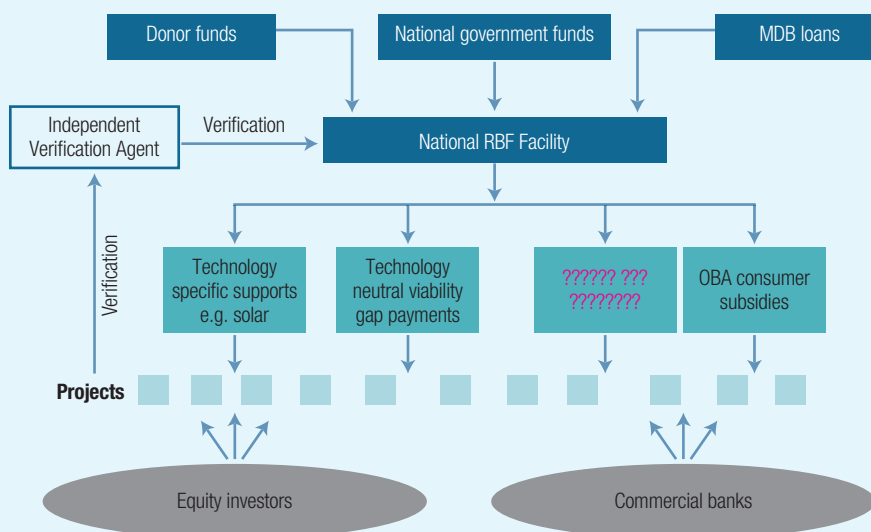 Donor funds
National government funds
MDB loans
Independent
Verification Agent
Verification
National RBF Facility
Verification
Technology
specific supports
e.g. solar
Technology
neutral viability
gap payments
?????? ???
????????
OBA consumer
subsidies
Projects
Equity investors
Commercial banks